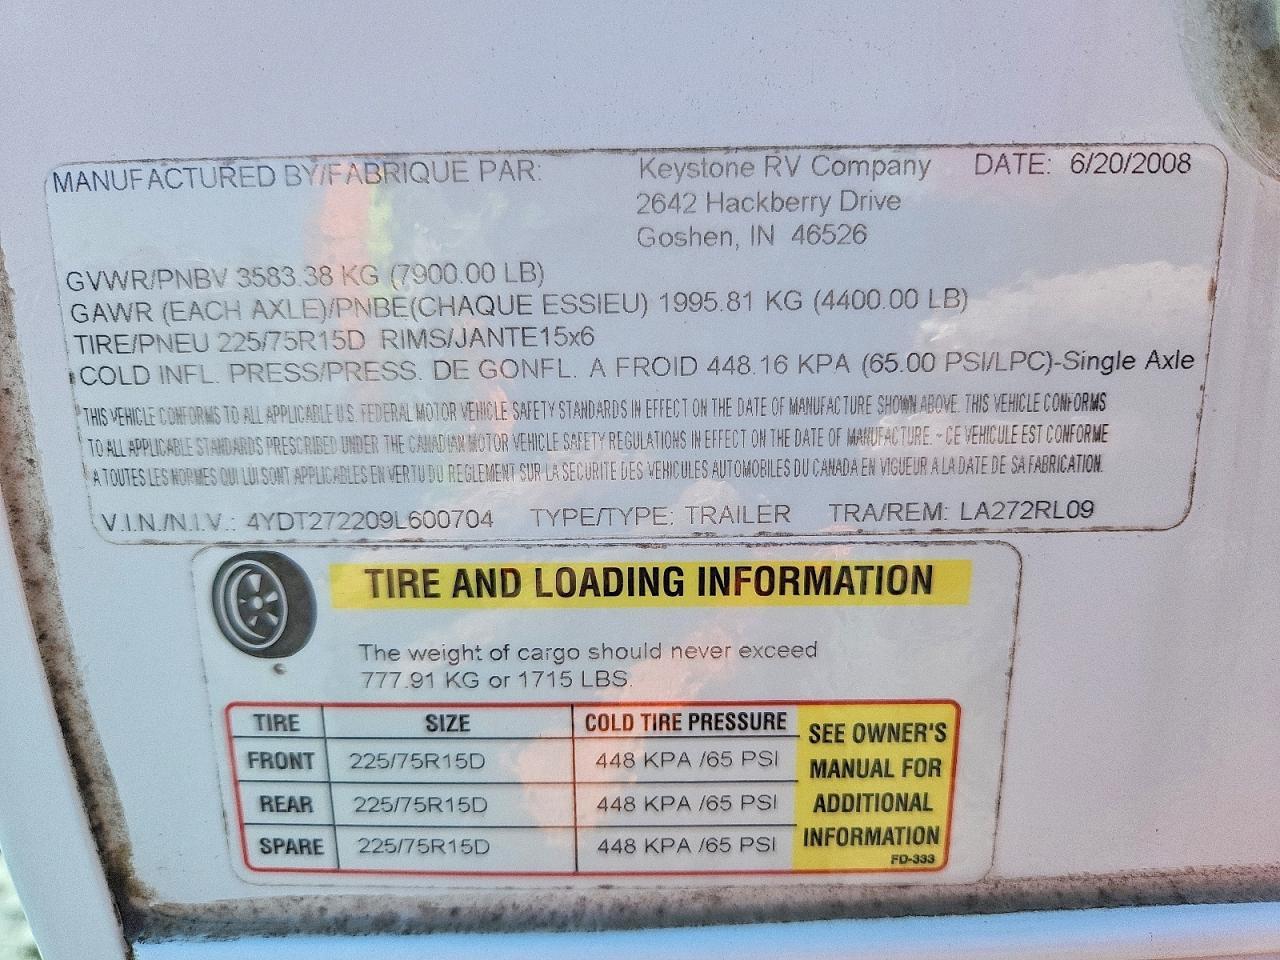 MANUFACTURED BY/FABRIQUE PAR: Keystone RV Company DATE: 6/20/2008
2642 Hackberry Drive
Goshen, IN 46526
GVWR/PNBV 3583.38 KG (7900.00 LB)
GAWR (EACH AXLE)/PNBE(CHAQUE ESSIEU) 1995.81 KG (4400.00 LB)
TIRE/PNEU 225/75R15D RIMS/JANTE15x6
COLD INFL. PRESS/PRESS. DE GONFL. A FROID 448.16 KPA (65.00 PSI/LPC)-Single Axle
THIS VEHICLE CONFORMS TO ALL APPLICABLE U.S. FEDERAL MOTOR VEHICLE SAFETY STANDARDS IN EFFECT ON THE DATE OF MANUFACTURE SHOWN ABOVE. THIS VEHICLE CONFORMS
TO ALL APPLICABLE STANDARDS PRESCRIBED UNDER THE CANADIAN MOTOR VEHICLE SAFETY REGULATIONS IN EFFECT ON THE DATE OF MANUFACTURE. - CE VEHICULE EST CONFORME
A TOUTES LES NORMES QUI LUI SONT APPLICABLES EN VERTU DU REGLEMENT SUR LA SECURITE DES VEHICULES AUTOMOBILES DU CANADA EN VIGUEUR A LA DATE DE SA FABRICATION.
V.I.N./N.I.V.: 4YDT272209L600704 TYPE/TYPE: TRAILER TRA/REM: LA272RL09
TIRE AND LOADING INFORMATION
The weight of cargo should never exceed
777.91 KG or 1715 LBS.
TIRE SIZE COLD TIRE PRESSURE
FRONT 225/75R15D 448 KPA /65 PSI
REAR 225/75R15D 448 KPA /65 PSI
SPARE 225/75R15D 448 KPA /65 PSI
SEE OWNER'S
MANUAL FOR
ADDITIONAL
INFORMATION
FD-333